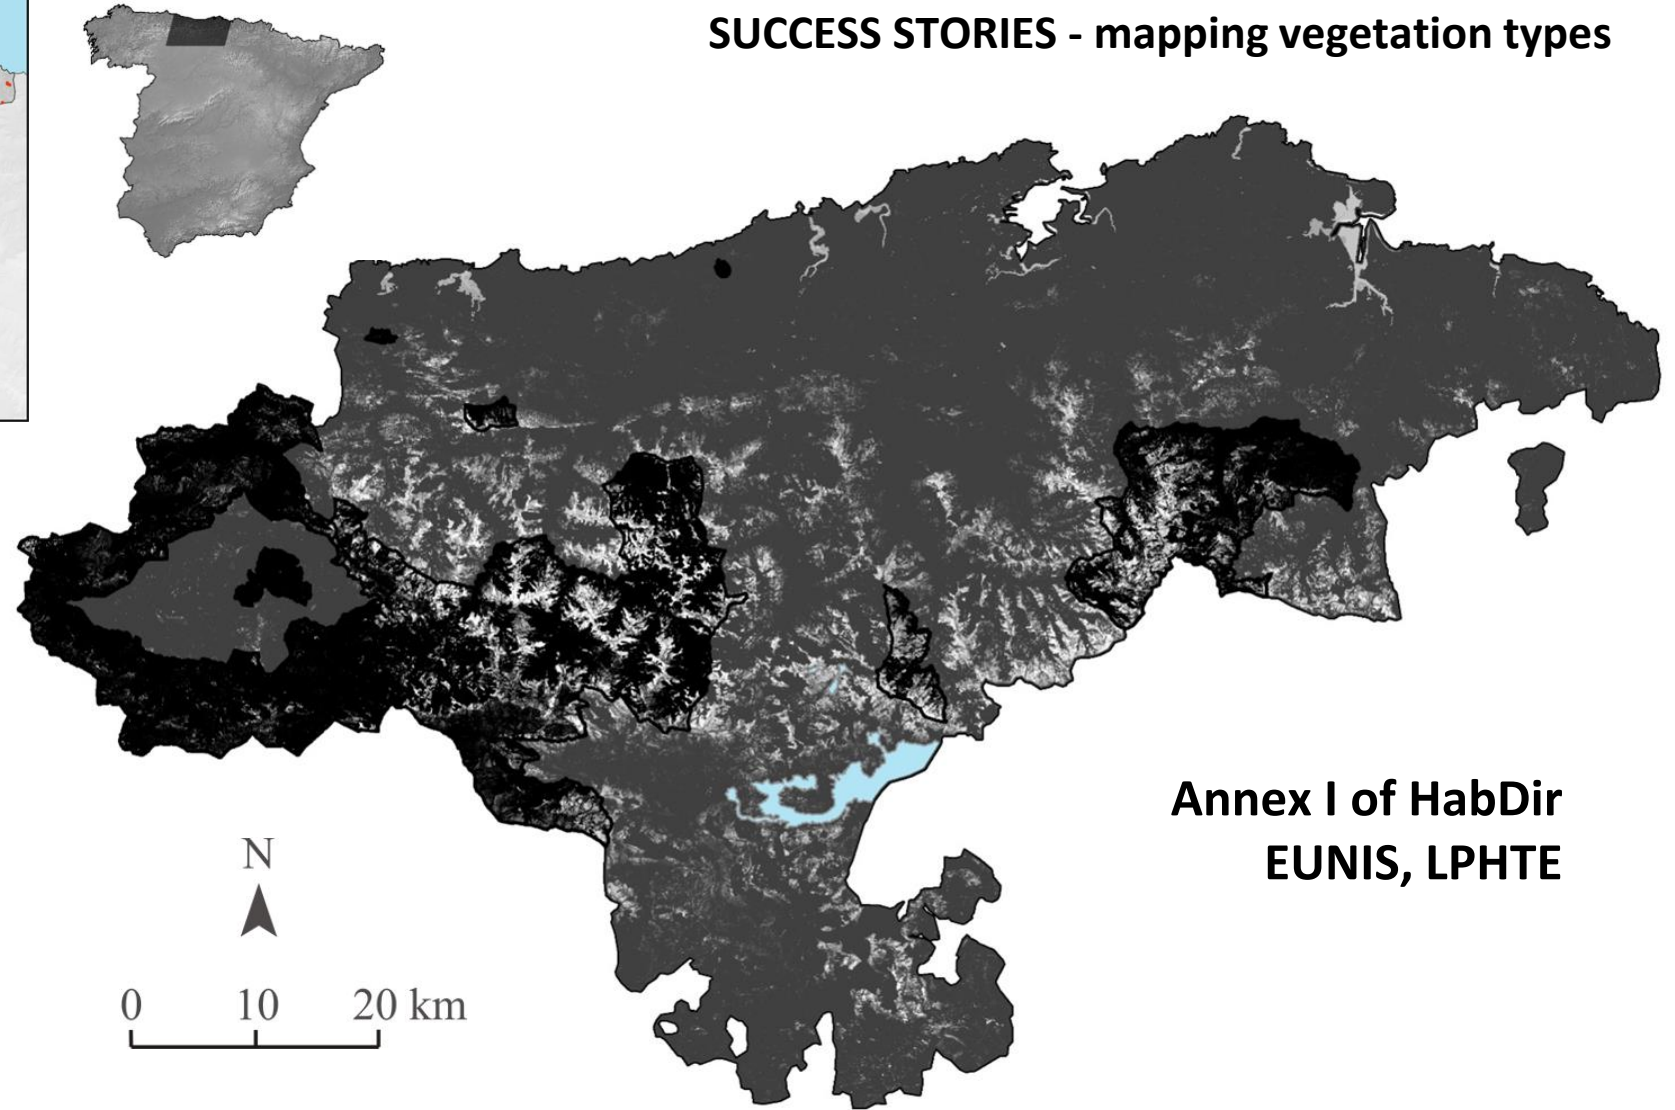 SUCCESS STORIES - mapping vegetation types
Annex I of HabDir
EUNIS, LPHTE
N
0 10 20 km